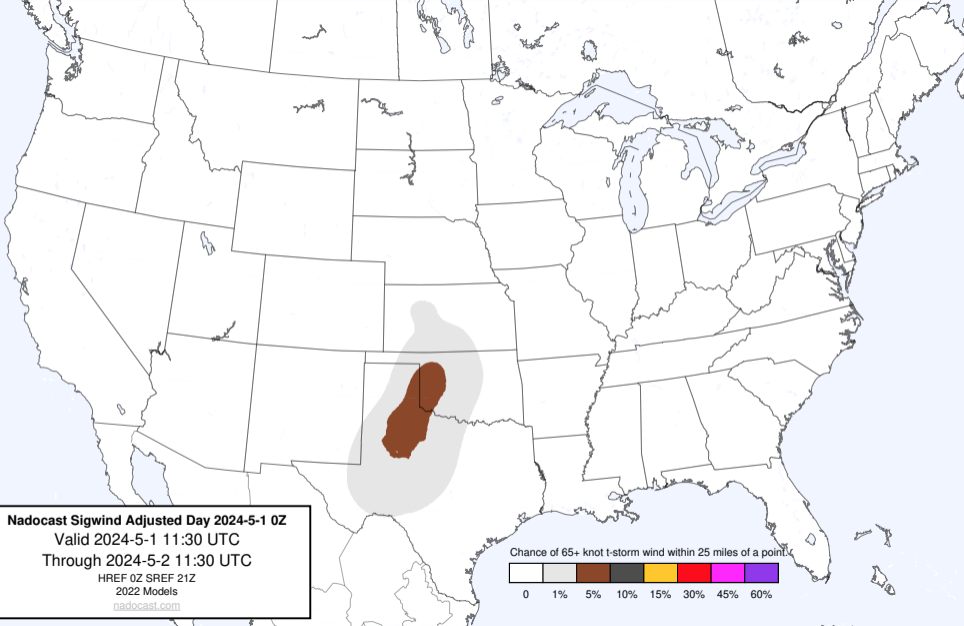 Nadocast Sigwind Adjusted Day 2024-5-1 0Z
Valid 2024-5-1 11:30 UTC
Through 2024-5-2 11:30 UTC
HREF 0Z SREF 21Z
2022 Models
nadocast.com
Chance of 65+ knot t-storm wind within 25 miles of a point.
0 1% 5% 10% 15% 30% 45% 60%